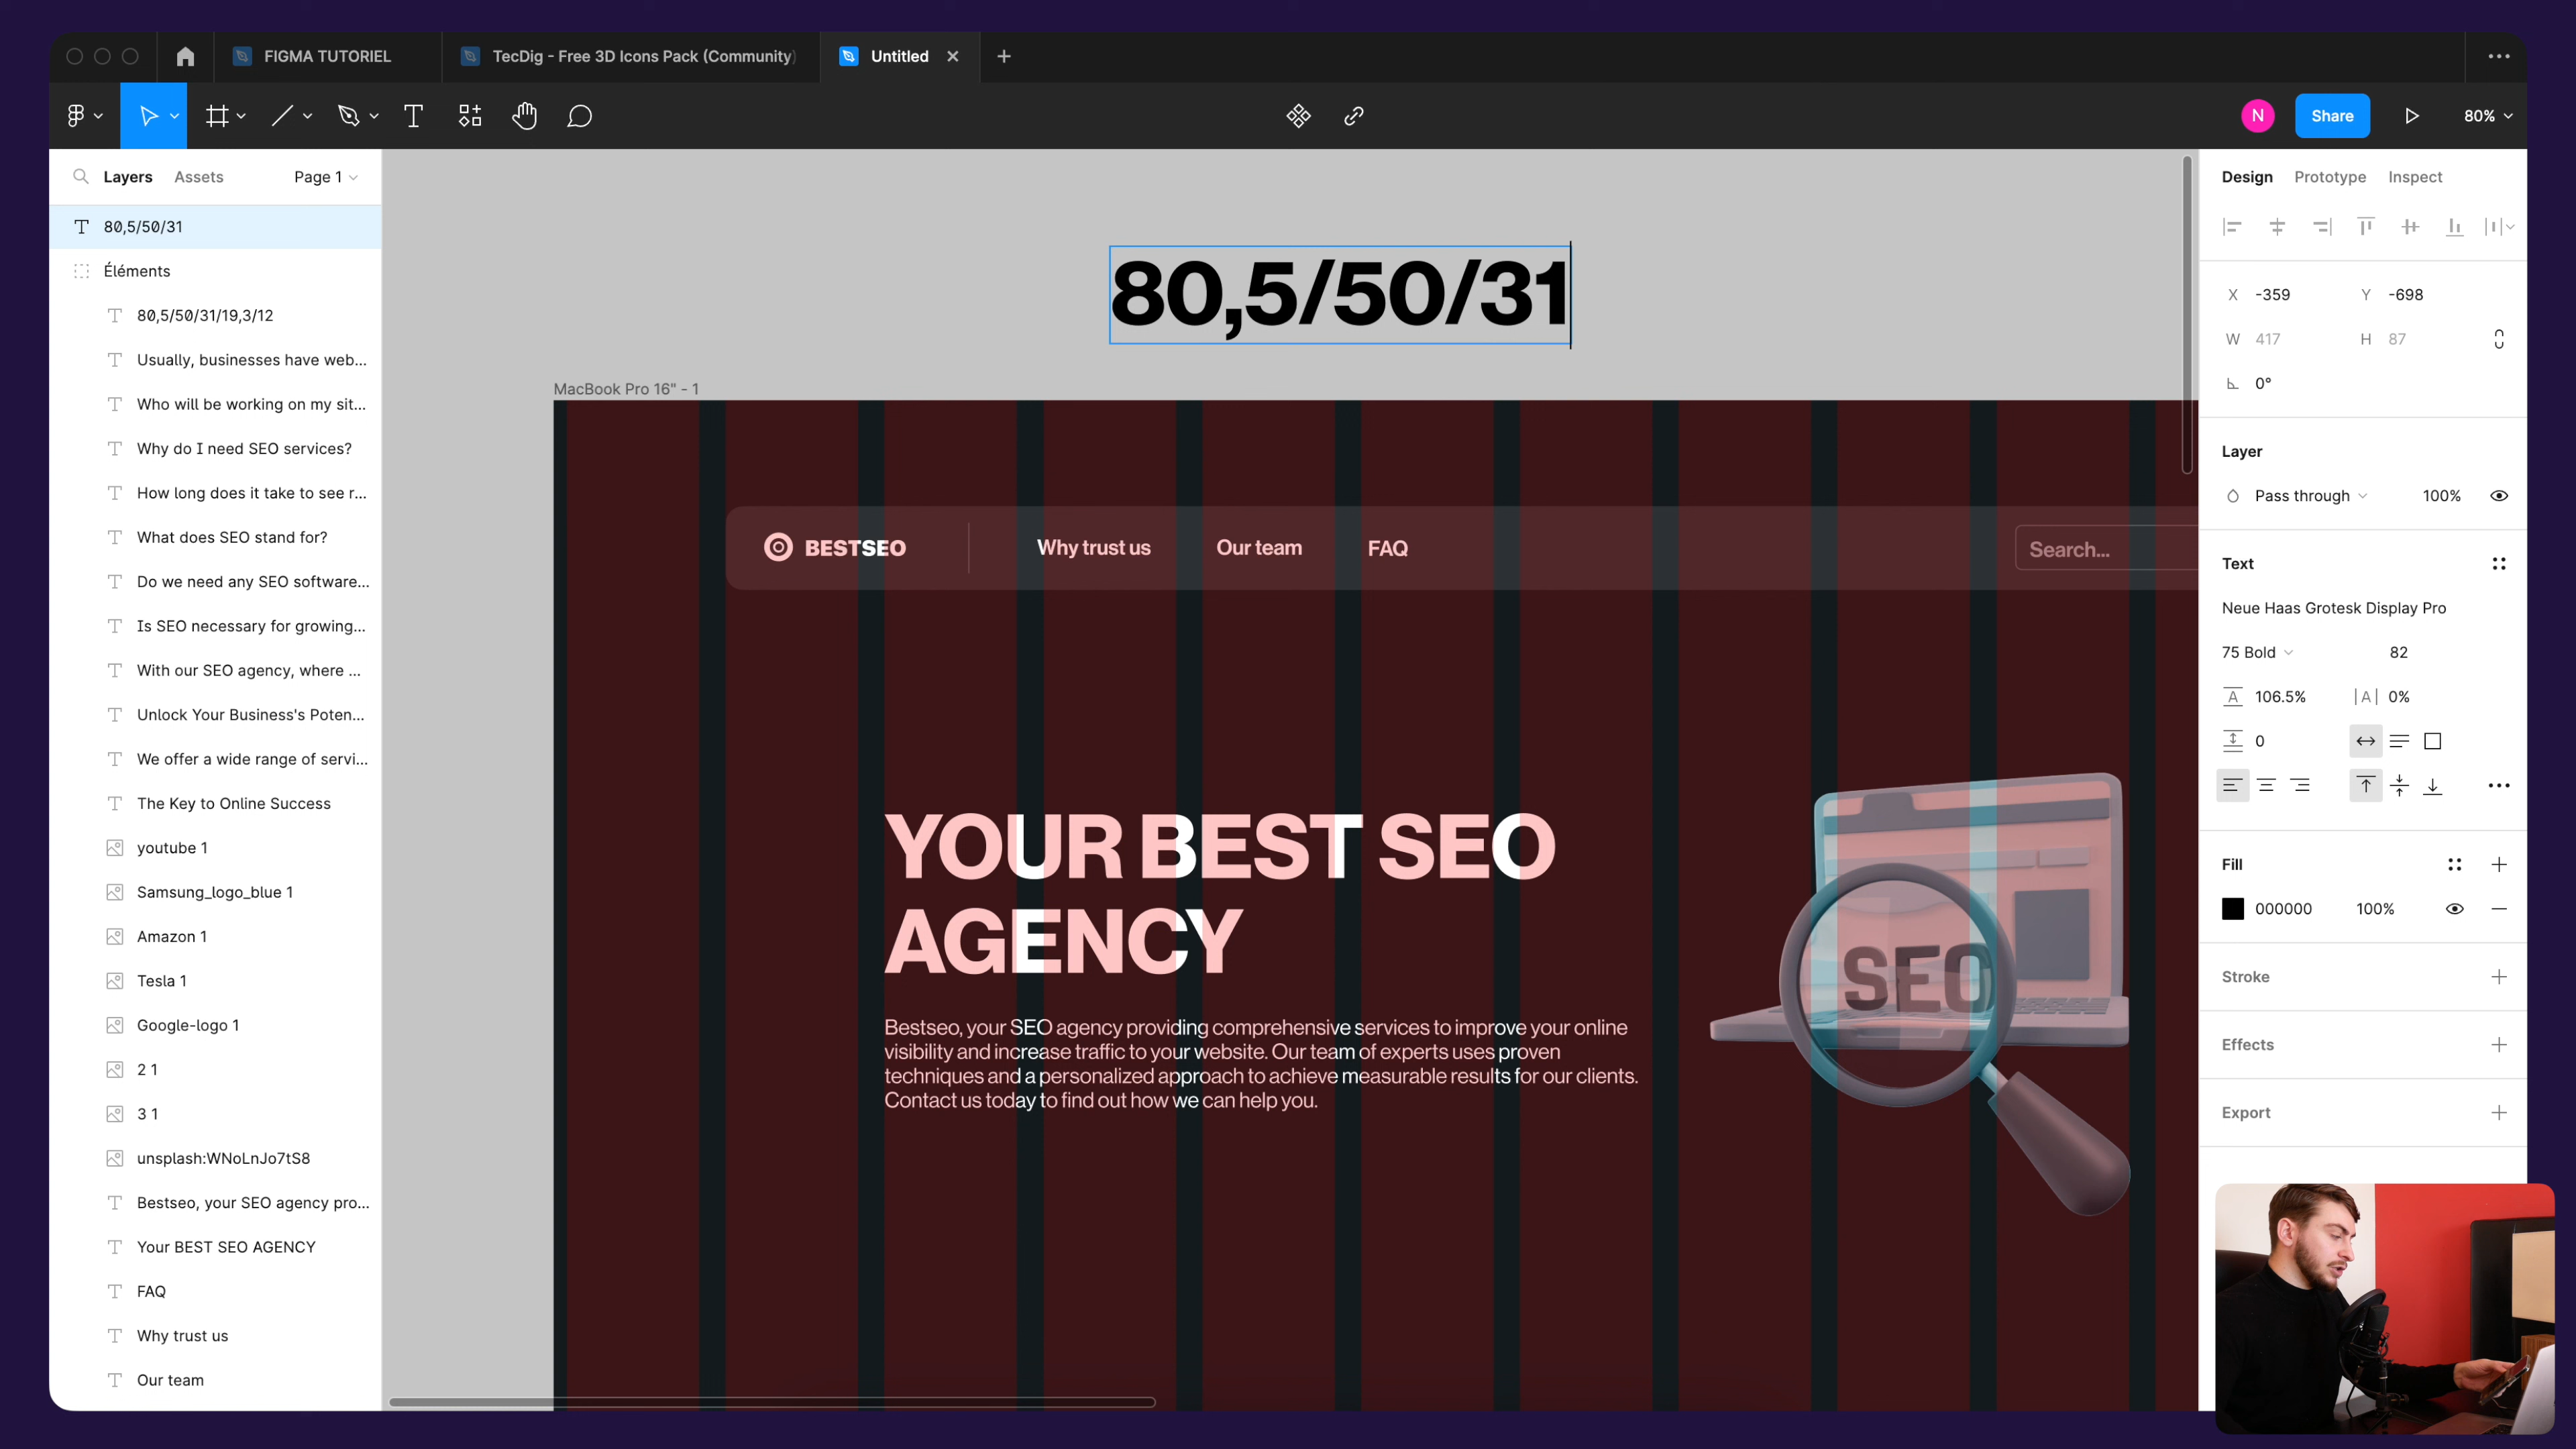 FIGMA TUTORIEL
TecDig - Free 3D Icons Pack (Community)
Untitled
N
Share
80%
Layers
Assets
Page 1
80,5/50/31
Éléments
80,5/50/31/19,3/12
Usually, businesses have web...
Who will be working on my sit...
Why do I need SEO services?
How long does it take to see r...
What does SEO stand for?
Do we need any SEO software...
Is SEO necessary for growing...
With our SEO agency, where ...
Unlock Your Business's Poten...
We offer a wide range of servi...
The Key to Online Success
youtube 1
Samsung_logo_blue 1
Amazon 1
Tesla 1
Google-logo 1
2 1
3 1
unsplash:WNoLnJo7tS8
Bestseo, your SEO agency pro...
Your BEST SEO AGENCY
FAQ
Why trust us
Our team
80,5/50/31
MacBook Pro 16" - 1
BESTSEO
Why trust us
Our team
FAQ
Search...
YOUR BEST SEO
AGENCY
Bestseo, your SEO agency providing comprehensive services to improve your online
visibility and increase traffic to your website. Our team of experts uses proven
techniques and a personalized approach to achieve measurable results for our clients.
Contact us today to find out how we can help you.
SEO
Design
Prototype
Inspect
X -359
Y -698
W 417
H 87
0°
Layer
Pass through
100%
Text
Neue Haas Grotesk Display Pro
75 Bold
82
106.5%
0%
0
Fill
000000
100%
Stroke
Effects
Export